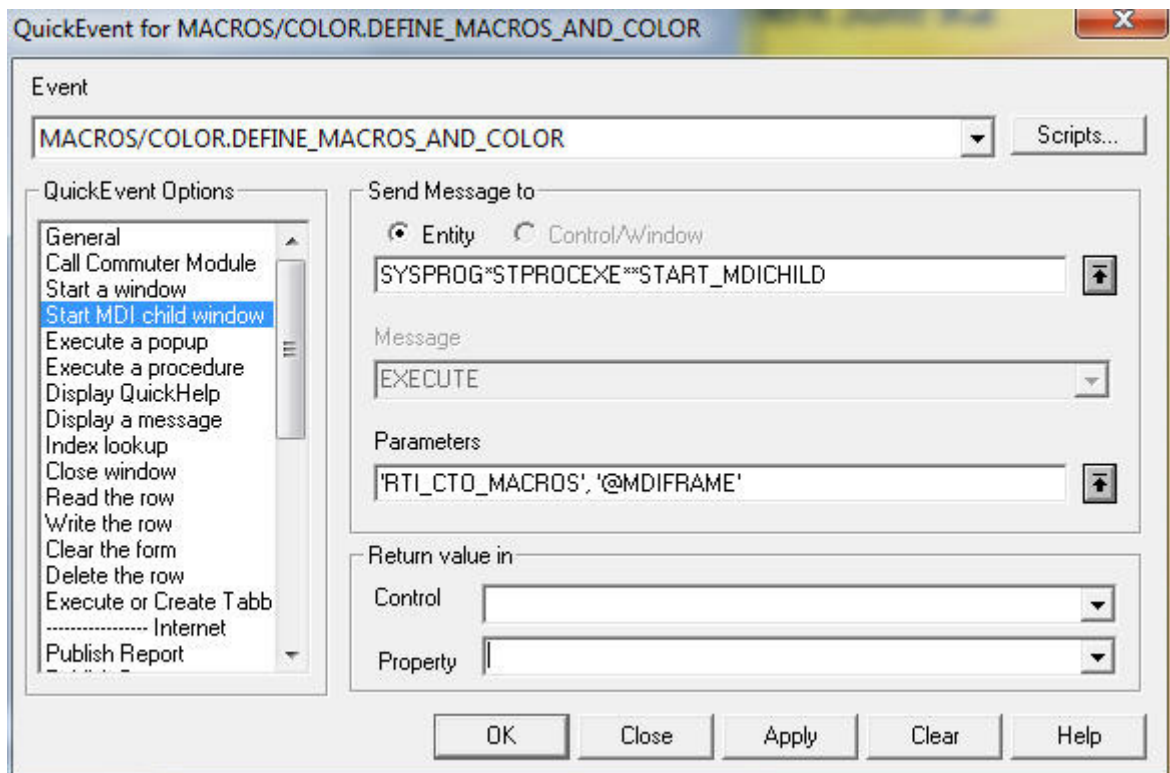 QuickEvent for MACROS/COLOR.DEFINE_MACROS_AND_COLOR
Event
MACROS/COLOR.DEFINE_MACROS_AND_COLOR
Scripts...
QuickEvent Options
General
Call Commuter Module
Start a window
Start MDI child window
Execute a popup
Execute a procedure
Display QuickHelp
Display a message
Index lookup
Close window
Read the row
Write the row
Clear the form
Delete the row
Execute or Create Tabb
---------------- Internet
Publish Report
Send Message to
Entity
Control/Window
SYSPROG*STPROCEXE**START_MDICHILD
Message
EXECUTE
Parameters
'RTI_CTO_MACROS', '@MDIFRAME'
Return value in
Control
Property
OK
Close
Apply
Clear
Help